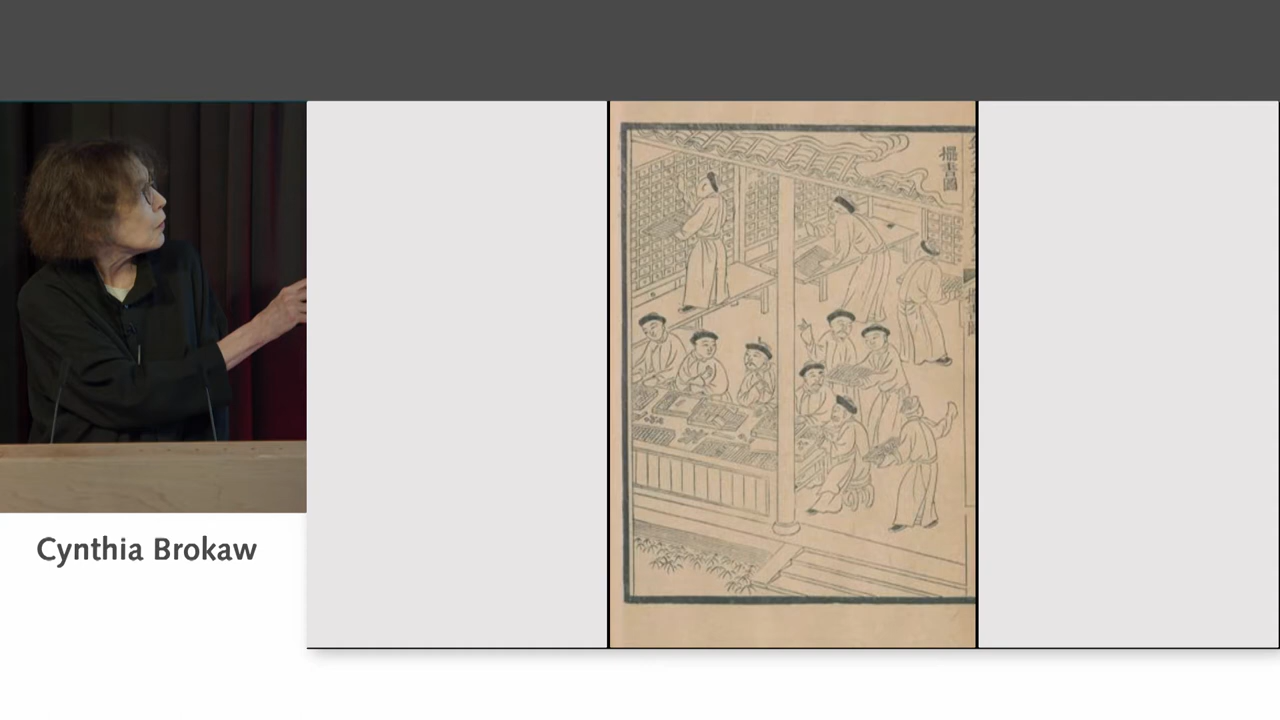 擺書圖
Cynthia Brokaw